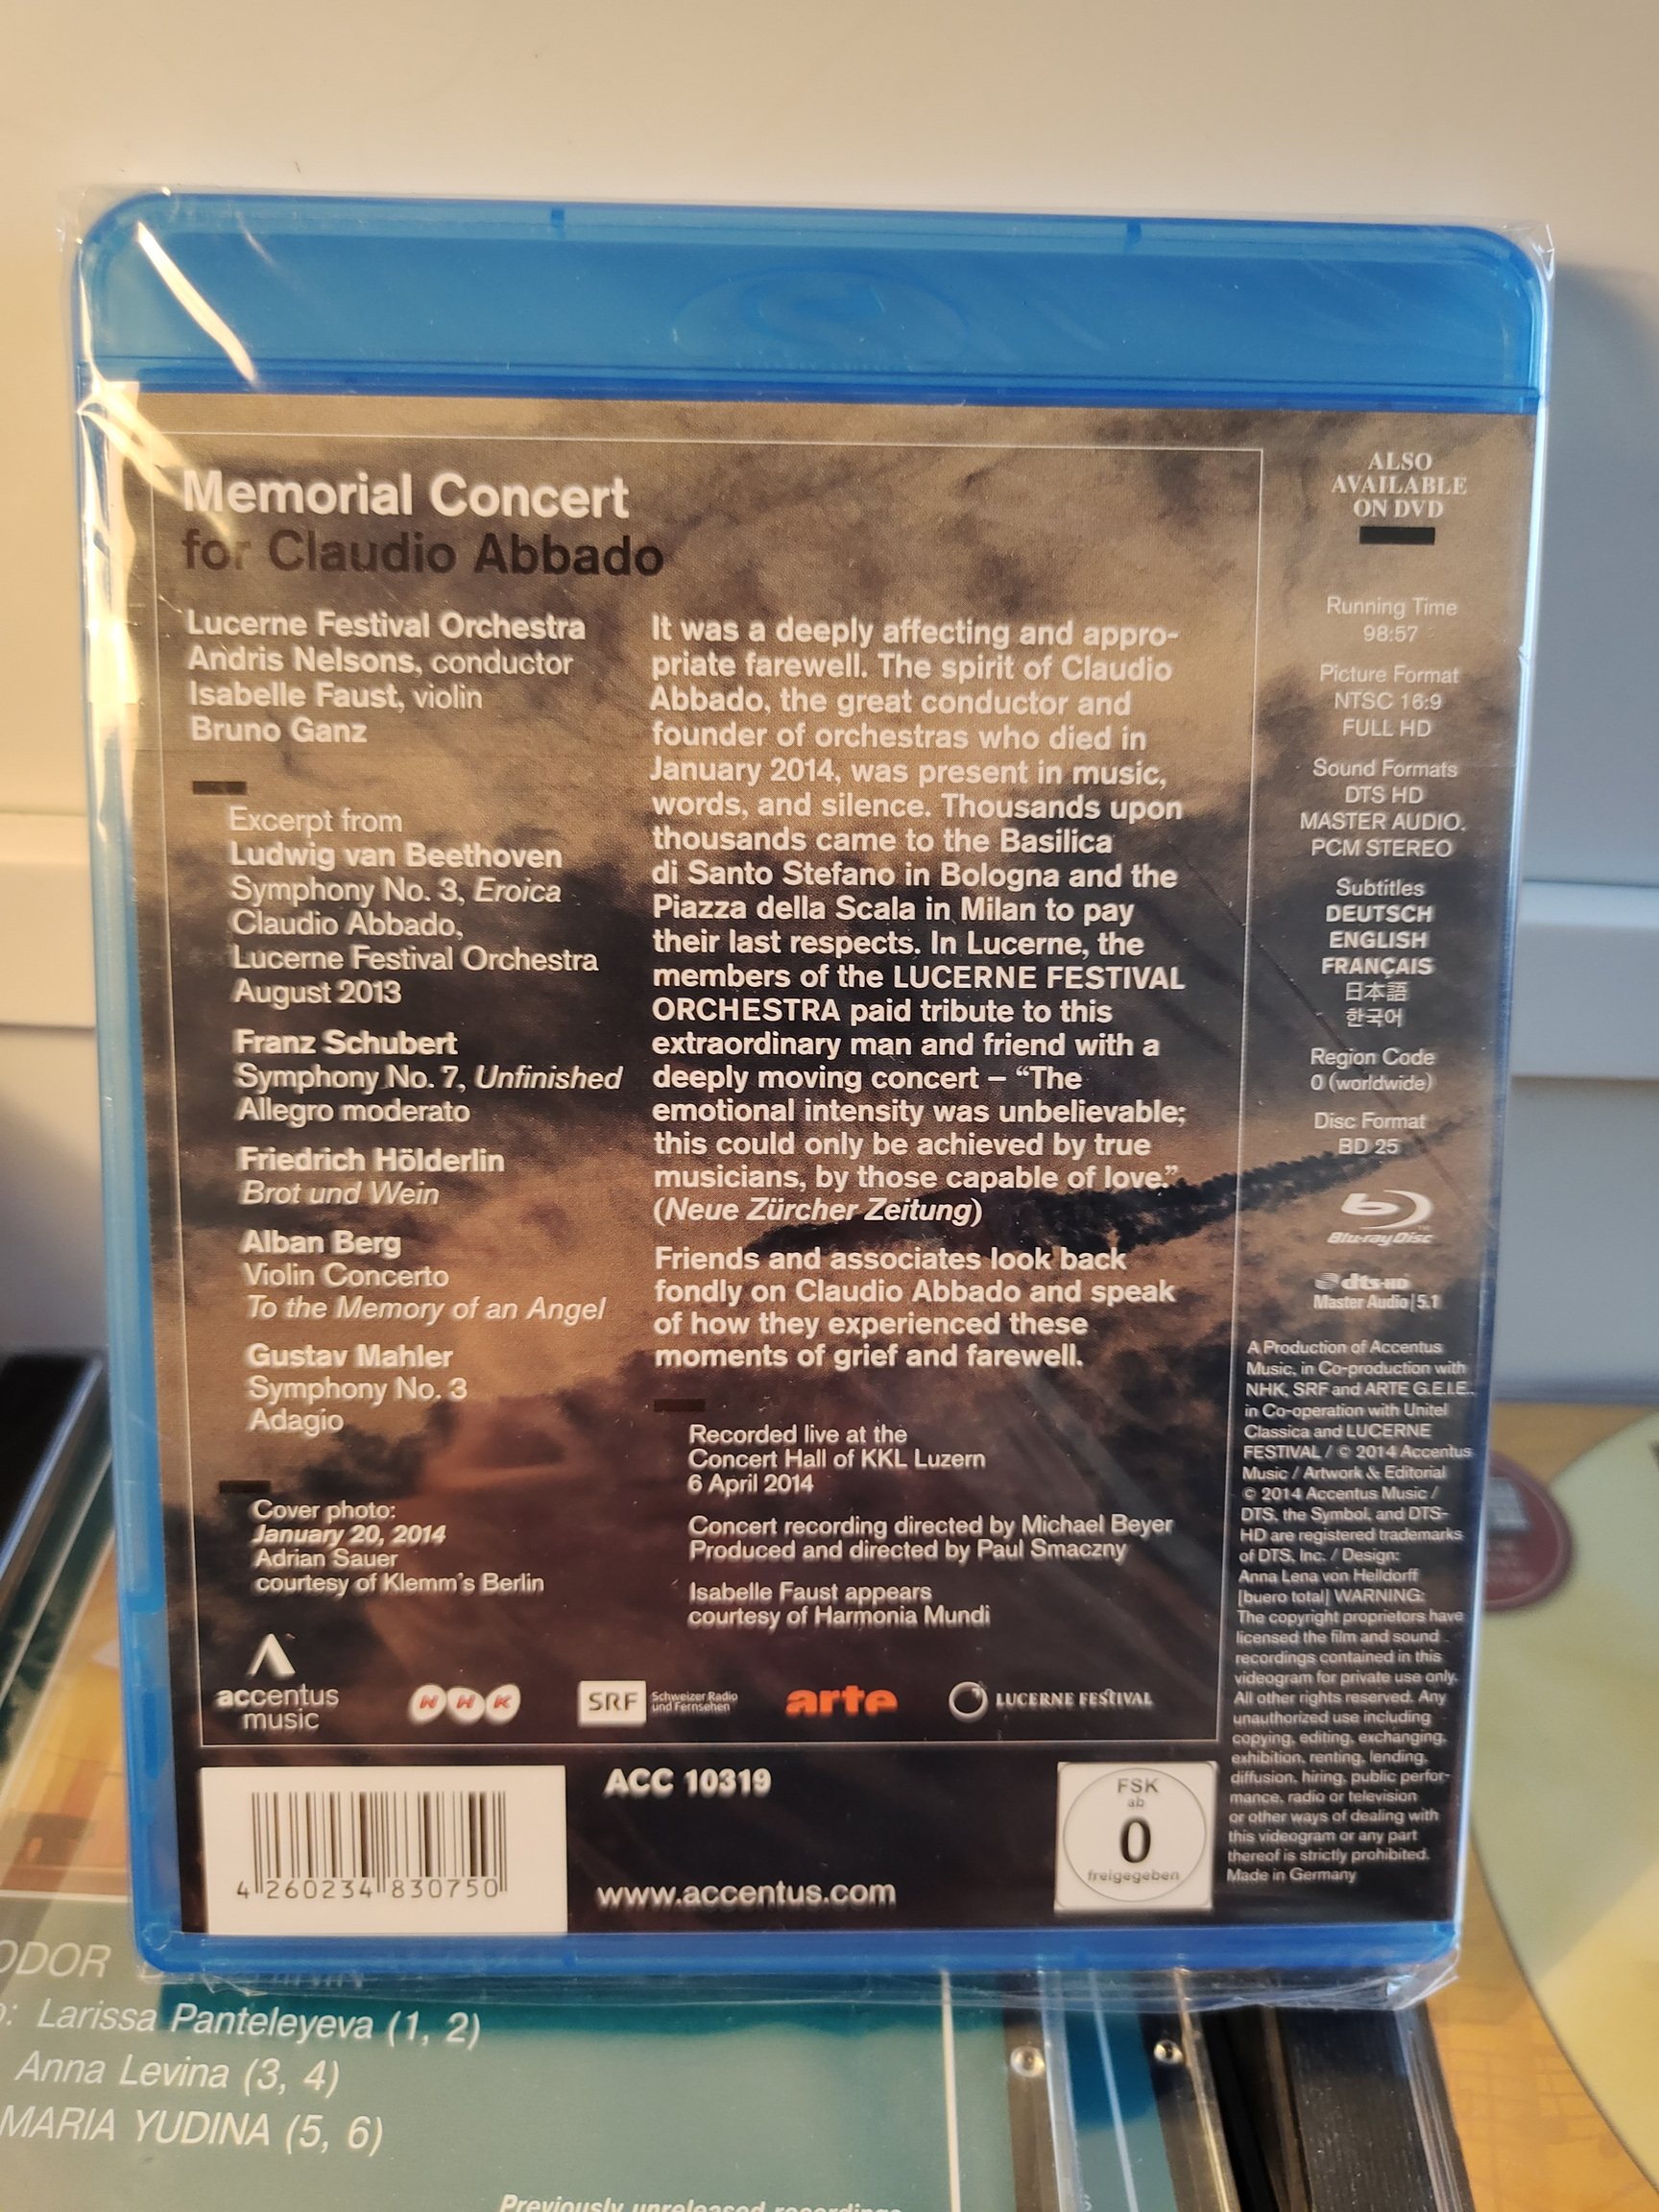 Memorial Concert
for Claudio Abbado
Lucerne Festival Orchestra
Andris Nelsons, conductor
Isabelle Faust, violin
Bruno Ganz
Excerpt from
Ludwig van Beethoven
Symphony No. 3, Eroica
Claudio Abbado,
Lucerne Festival Orchestra
August 2013
Franz Schubert
Symphony No. 7, Unfinished
Allegro moderato
Friedrich Hölderlin
Brot und Wein
Alban Berg
Violin Concerto
To the Memory of an Angel
Gustav Mahler
Symphony No. 3
Adagio
Cover photo:
January 20, 2014
Adrian Sauer
courtesy of Klemm's Berlin
It was a deeply affecting and appro-
priate farewell. The spirit of Claudio
Abbado, the great conductor and
founder of orchestras who died in
January 2014, was present in music,
words, and silence. Thousands upon
thousands came to the Basilica
di Santo Stefano in Bologna and the
Piazza della Scala in Milan to pay
their last respects. In Lucerne, the
members of the LUCERNE FESTIVAL
ORCHESTRA paid tribute to this
extraordinary man and friend with a
deeply moving concert – “The
emotional intensity was unbelievable;
this could only be achieved by true
musicians, by those capable of love.”
(Neue Zürcher Zeitung)
Friends and associates look back
fondly on Claudio Abbado and speak
of how they experienced these
moments of grief and farewell.
Recorded live at the
Concert Hall of KKL Luzern
6 April 2014
Concert recording directed by Michael Beyer
Produced and directed by Paul Smaczny
Isabelle Faust appears
courtesy of Harmonia Mundi
accentus
music
NHK
SRF Schweizer Radio
und Fernsehen
arte
LUCERNE FESTIVAL
ALSO
AVAILABLE
ON DVD
Running Time
98:57
Picture Format
NTSC 16:9
FULL HD
Sound Formats
DTS HD
MASTER AUDIO,
PCM STEREO
Subtitles
DEUTSCH
ENGLISH
FRANÇAIS
日本語
한국어
Region Code
0 (worldwide)
Disc Format
BD 25
Blu-ray Disc
dts-HD
Master Audio | 5.1
A Production of Accentus
Music, in Co-production with
NHK, SRF and ARTE G.E.I.E.,
in Co-operation with Unitel
Classica and LUCERNE
FESTIVAL / © 2014 Accentus
Music / Artwork & Editorial
© 2014 Accentus Music /
DTS, the Symbol, and DTS-
HD are registered trademarks
of DTS, Inc. / Design:
Anna Lena von Helldorff
[buero total] WARNING:
The copyright proprietors have
licensed the film and sound
recordings contained in this
videogram for private use only.
All other rights reserved. Any
unauthorized use including
copying, editing, exchanging,
exhibition, renting, lending,
diffusion, hiring, public perfor-
mance, radio or television
or other ways of dealing with
this videogram or any part
thereof is strictly prohibited.
Made in Germany
4 260234 830750
ACC 10319
www.accentus.com
FSK
ab
0
freigegeben
ODOR
o: Larissa Panteleyeva (1, 2)
Anna Levina (3, 4)
MARIA YUDINA (5, 6)
Previously unreleased recordings